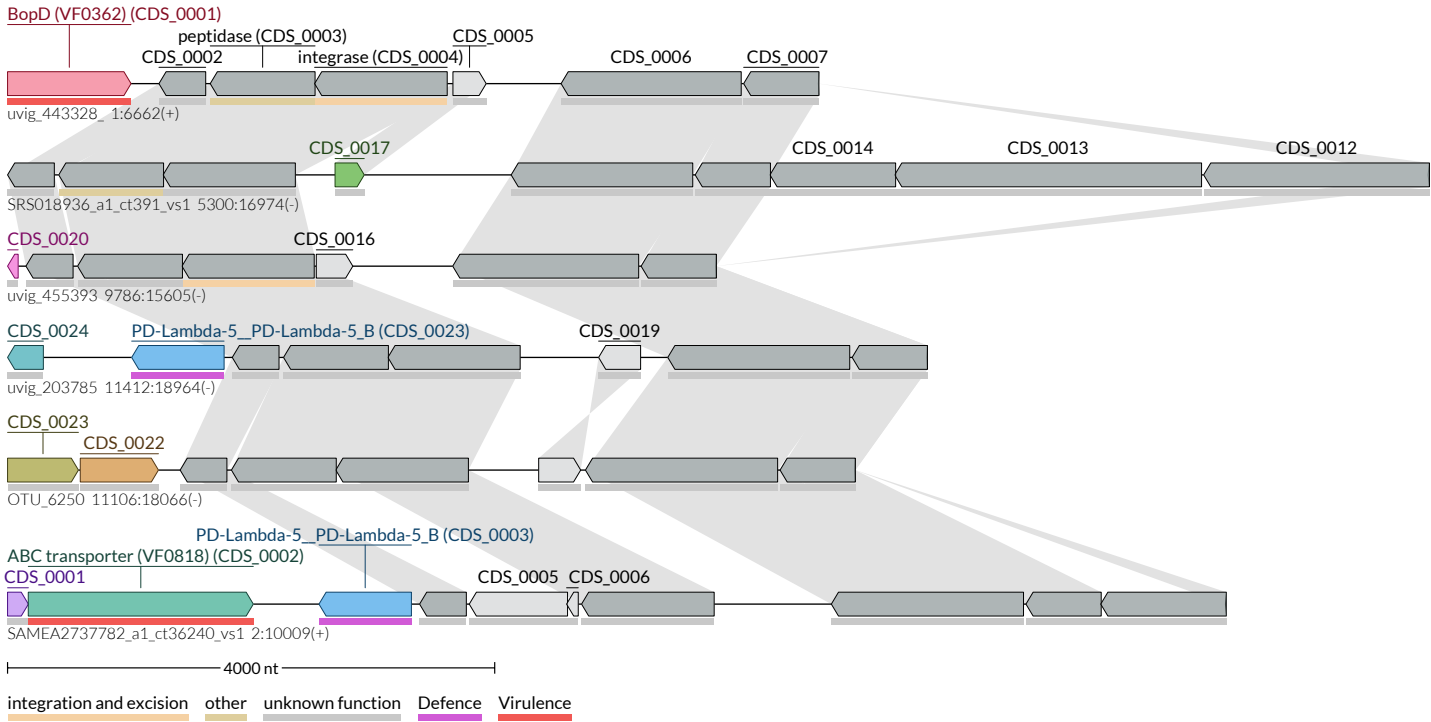 BopD (VF0362) (CDS_0001)
peptidase (CDS_0003) CDS_0005
CDS_0002 integrase (CDS_0004) CDS_0006 CDS_0007
uvig_443328_ 1:6662(+)
CDS_0017 CDS_0014 CDS_0013 CDS_0012
SRS018936_a1_ct391_vs1 5300:16974(-)
CDS_0020 CDS_0016
uvig_455393 9786:15605(-)
CDS_0024 PD-Lambda-5__PD-Lambda-5_B (CDS_0023) CDS_0019
uvig_203785 11412:18964(-)
CDS_0023
CDS_0022
OTU_6250 11106:18066(-)
PD-Lambda-5__PD-Lambda-5_B (CDS_0003)
ABC transporter (VF0818) (CDS_0002)
CDS_0001 CDS_0005 CDS_0006
SAMEA2737782_a1_ct36240_vs1 2:10009(+)
4000 nt
integration and excision other unknown function Defence Virulence